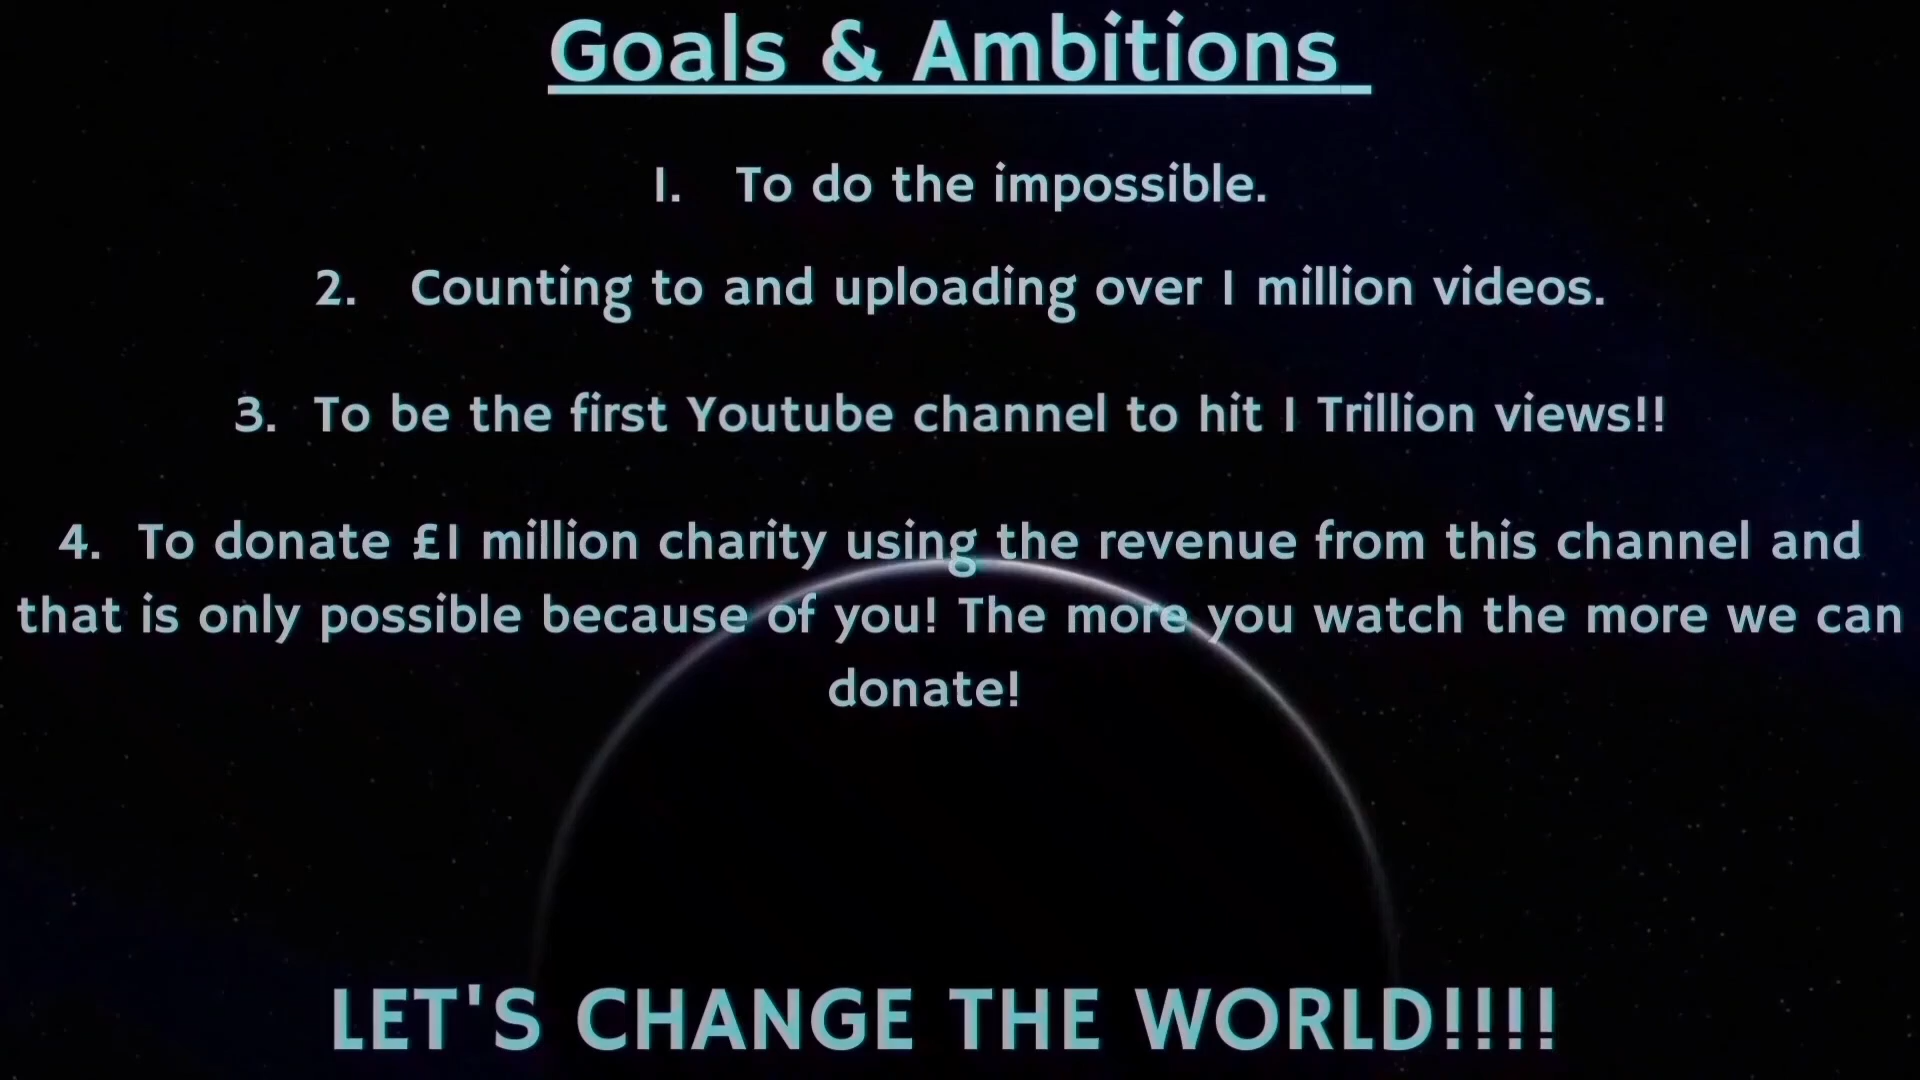 Goals & Ambitions
1. To do the impossible.
2. Counting to and uploading over 1 million videos.
3. To be the first Youtube channel to hit 1 Trillion views!!
4. To donate £1 million charity using the revenue from this channel and
that is only possible because of you! The more you watch the more we can
donate!
LET'S CHANGE THE WORLD!!!!